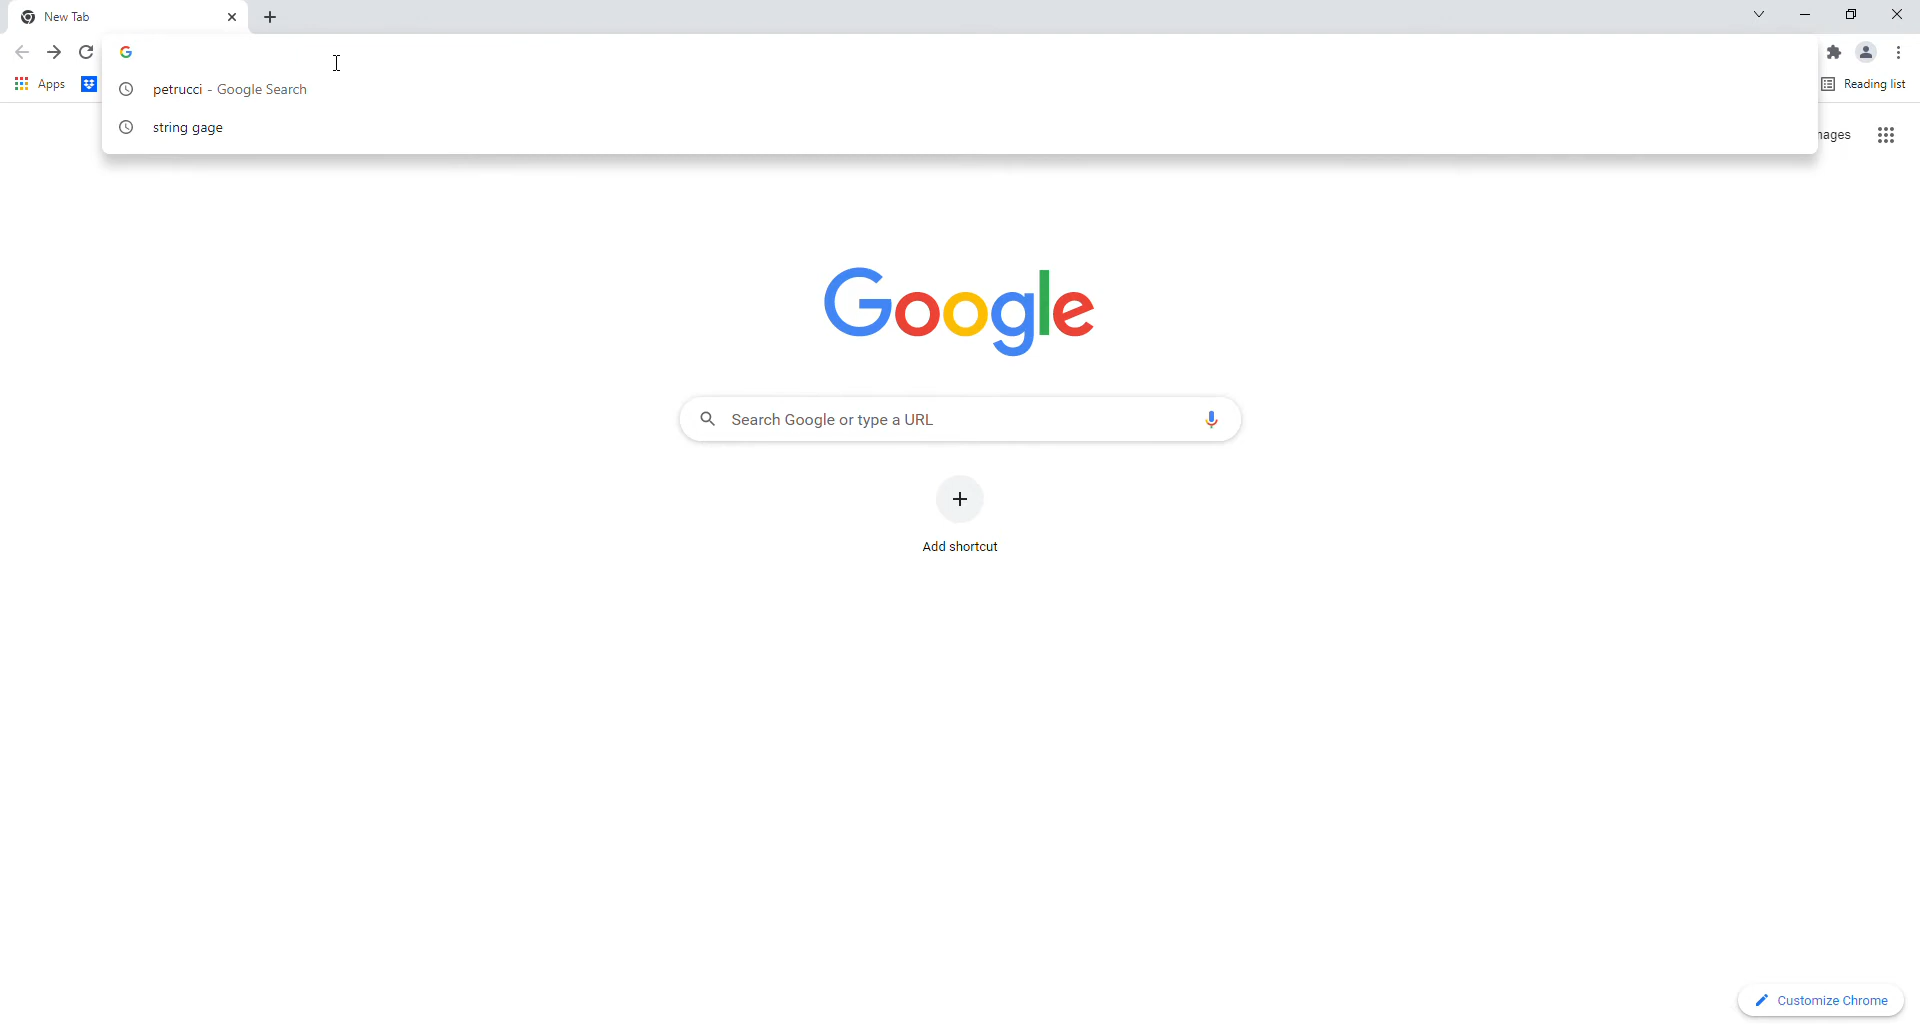 New Tab
petrucci - Google Search
Apps
Reading list
string gage
Google
Search Google or type a URL
Add shortcut
Customize Chrome